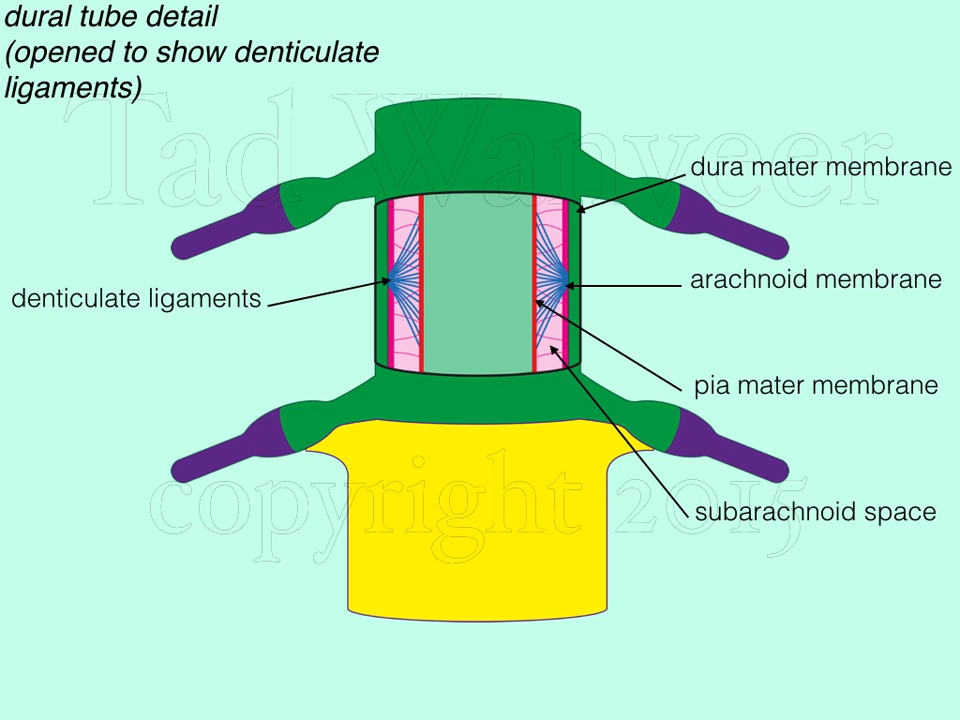 dural tube detail
(opened to show denticulate
ligaments)
Tad Wanveer
dura mater membrane
arachnoid membrane
denticulate ligaments
pia mater membrane
copyright 2015
subarachnoid space